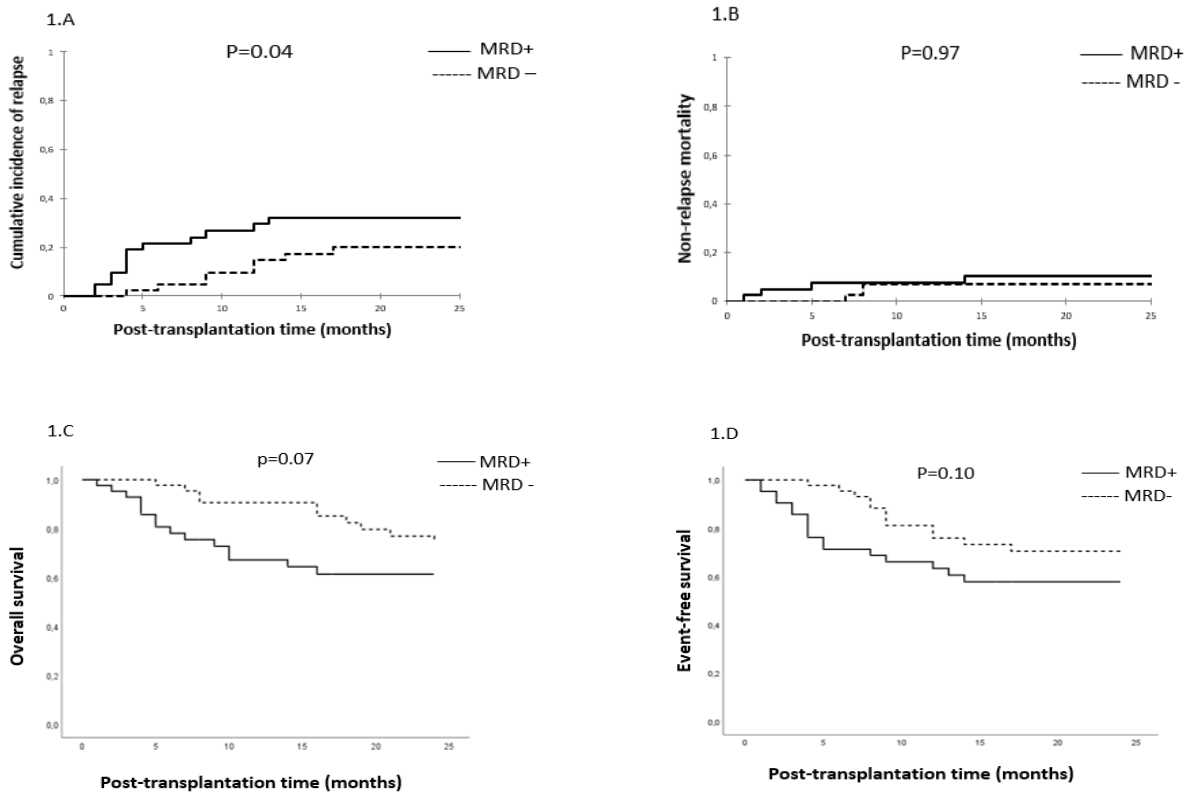 1.A
P=0.04
MRD+
MRD –
Cumulative incidence of relapse
1
0,8
0,6
0,4
0,2
0
0 5 10 15 20 25
Post-transplantation time (months)
1.B
P=0.97
MRD+
MRD -
Non-relapse mortality
1
0,8
0,6
0,4
0,2
0
0 5 10 15 20 25
Post-transplantation time (months)
1.C
p=0.07
MRD+
MRD -
Overall survival
1,0
0,8
0,6
0,4
0,2
0,0
0 5 10 15 20 25
Post-transplantation time (months)
1.D
P=0.10
MRD+
MRD-
Event-free survival
1,0
0,8
0,6
0,4
0,2
0,0
0 5 10 15 20 25
Post-transplantation time (months)